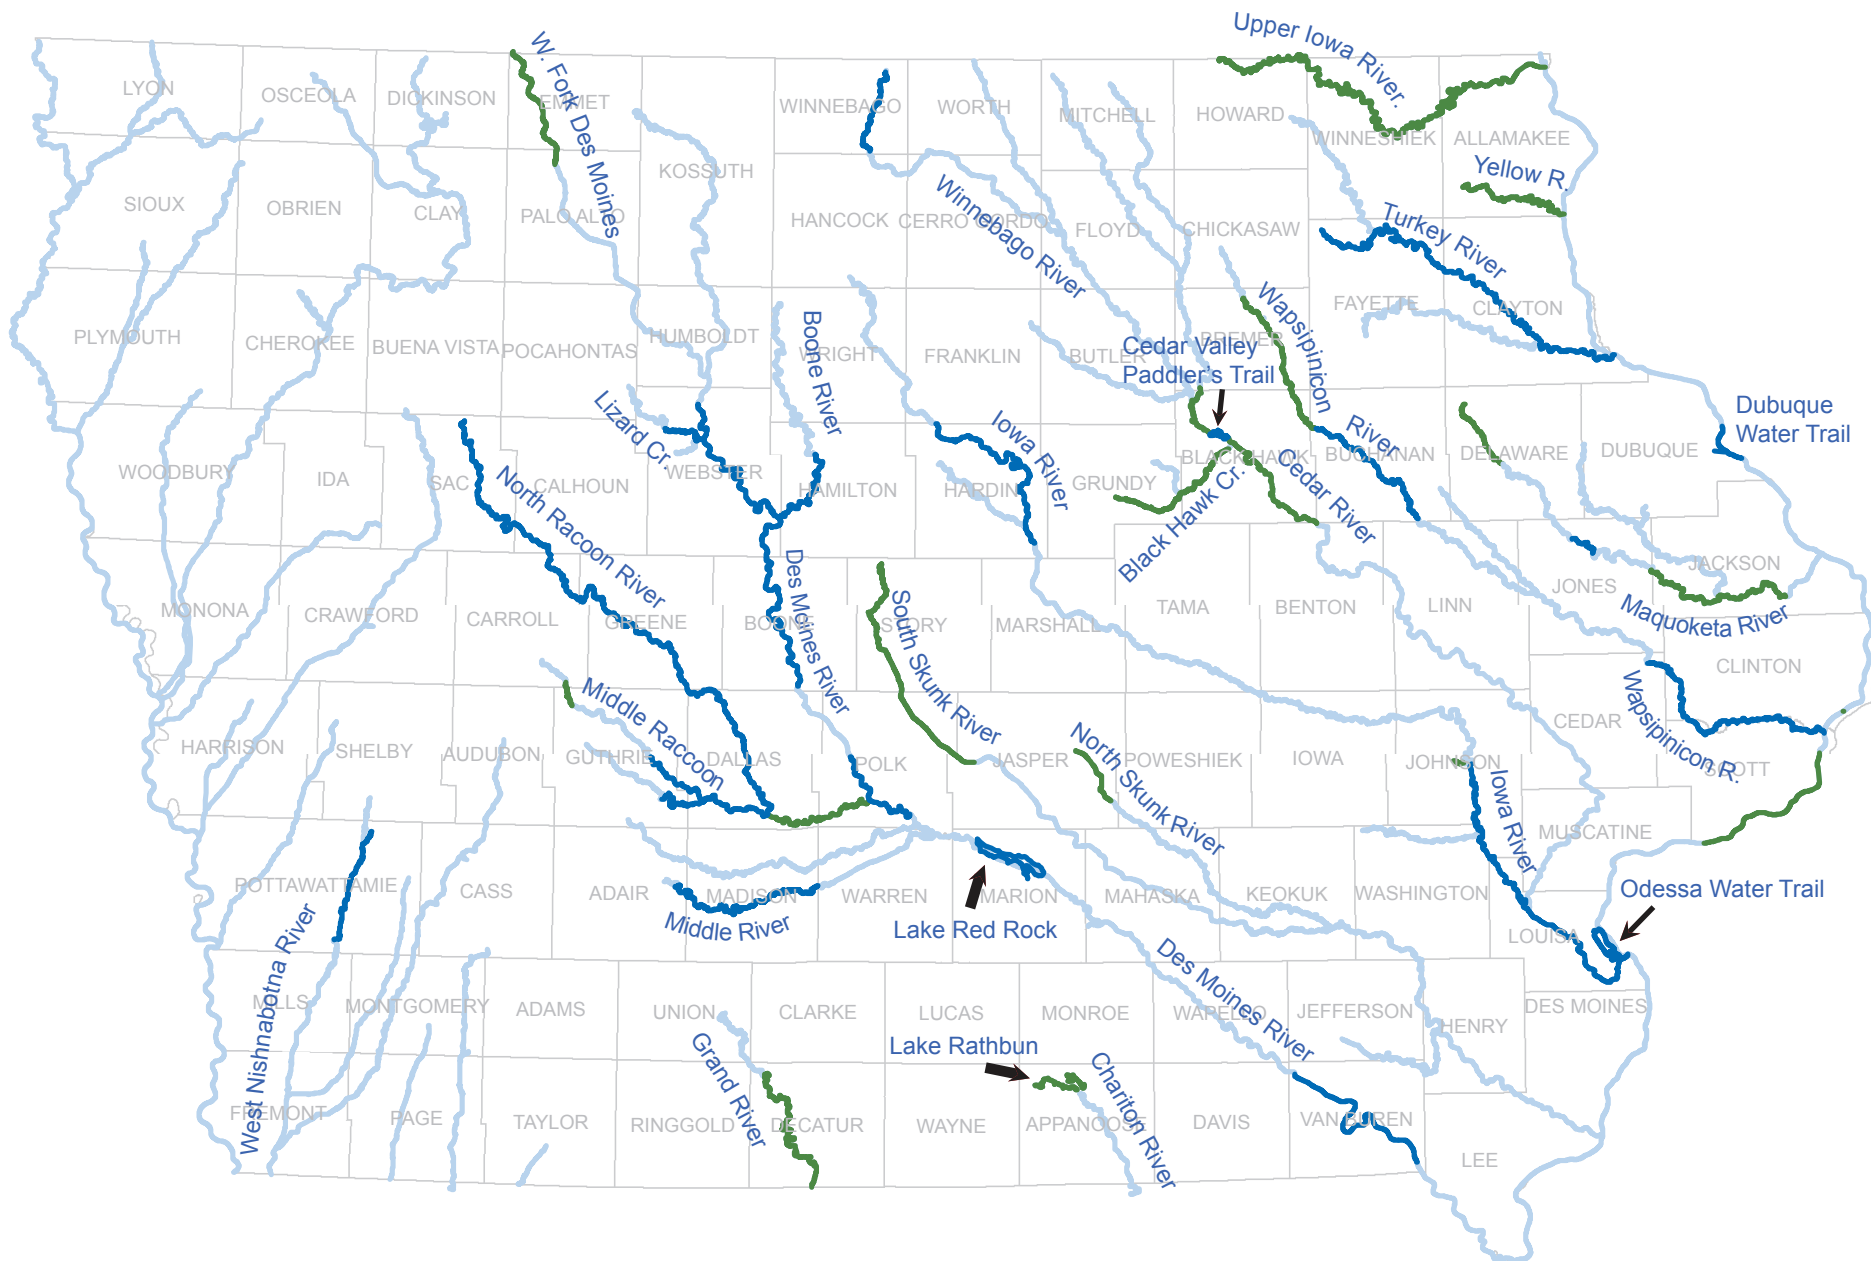 Upper Iowa River.
W. Fork Des Moines
LYON
OSCEOLA
DICKINSON
EMMET
WINNEBAGO
WORTH
MITCHELL
HOWARD
WINNESHIEK
ALLAMAKEE
KOSSUTH
Yellow R.
SIOUX
OBRIEN
CLAY
PALO ALTO
HANCOCK
CERRO GORDO
FLOYD
CHICKASAW
Winnebago River
Turkey River
FAYETTE
CLAYTON
PLYMOUTH
CHEROKEE
BUENA VISTA
POCAHONTAS
HUMBOLDT
WRIGHT
Boone River
FRANKLIN
BUTLER
BREMER
Cedar Valley
Paddler's Trail
Wapsipinicon
River
Dubuque
Water Trail
Lizard Cr.
Iowa River
WOODBURY
IDA
SAC
CALHOUN
WEBSTER
HAMILTON
HARDIN
GRUNDY
BLACK HAWK
BUCHANAN
DELAWARE
DUBUQUE
North Racoon River
Black Hawk Cr.
Cedar River
MONONA
CRAWFORD
CARROLL
GREENE
BOONE
Des Moines River
STORY
South Skunk River
MARSHALL
TAMA
BENTON
LINN
JONES
JACKSON
Maquoketa River
CLINTON
HARRISON
SHELBY
AUDUBON
GUTHRIE
Middle Raccoon
DALLAS
POLK
JASPER
North Skunk River
POWESHIEK
IOWA
JOHNSON
Iowa River
CEDAR
Wapsipinicon R.
SCOTT
MUSCATINE
POTTAWATTAMIE
CASS
ADAIR
MADISON
Middle River
WARREN
MARION
Lake Red Rock
MAHASKA
KEOKUK
WASHINGTON
LOUISA
Odessa Water Trail
West Nishnabotna River
MILLS
MONTGOMERY
ADAMS
UNION
CLARKE
LUCAS
MONROE
WAPELLO
Des Moines River
JEFFERSON
HENRY
DES MOINES
Grand River
Lake Rathbun
Chariton River
FREMONT
PAGE
TAYLOR
RINGGOLD
DECATUR
WAYNE
APPANOOSE
DAVIS
VAN BUREN
LEE